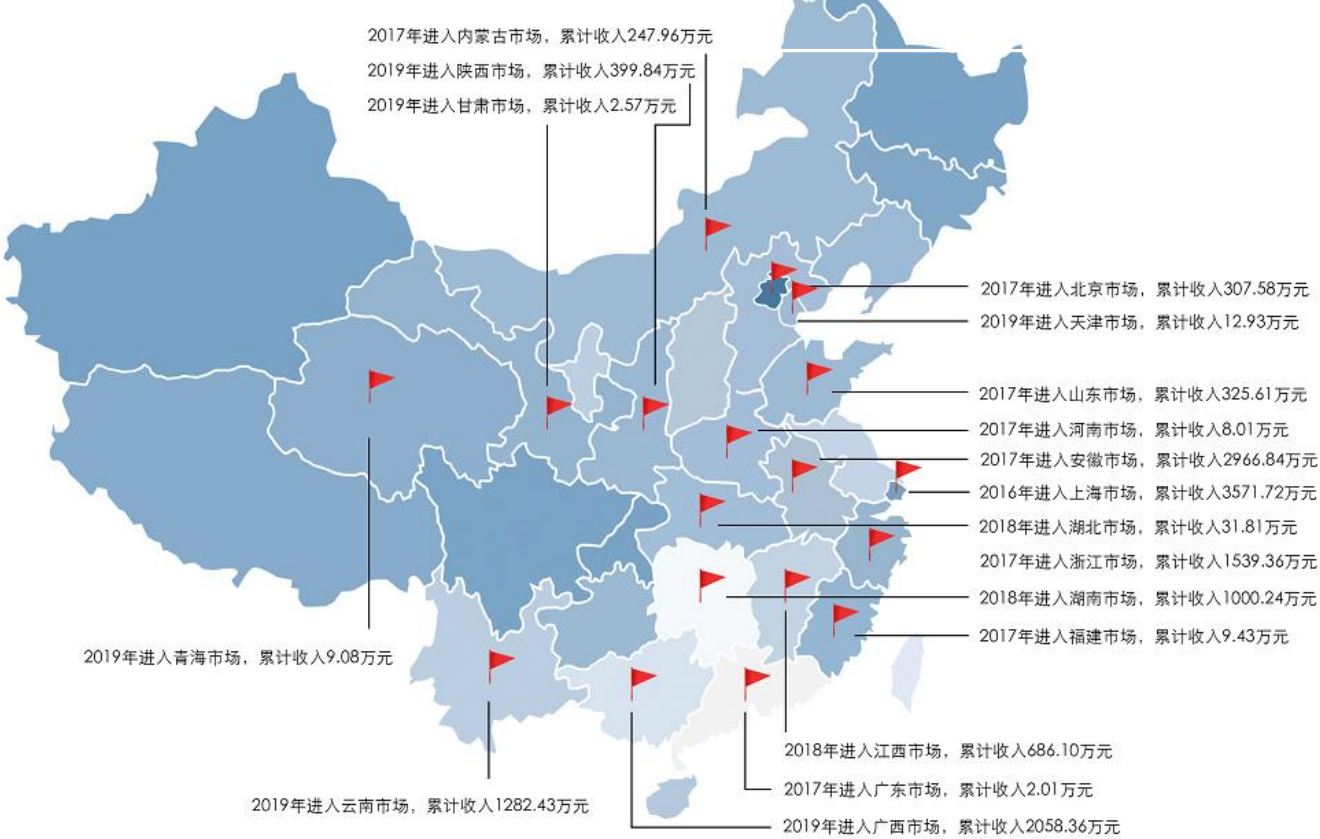 2017年进入内蒙古市场，累计收入247.96万元
2019年进入陕西市场，累计收入399.84万元
2019年进入甘肃市场，累计收入2.57万元
2017年进入北京市场，累计收入307.58万元
2019年进入天津市场，累计收入12.93万元
2017年进入山东市场，累计收入325.61万元
2017年进入河南市场，累计收入8.01万元
2017年进入安徽市场，累计收入2966.84万元
2016年进入上海市场，累计收入3571.72万元
2018年进入湖北市场，累计收入31.81万元
2017年进入浙江市场，累计收入1539.36万元
2018年进入湖南市场，累计收入1000.24万元
2017年进入福建市场，累计收入9.43万元
2019年进入青海市场，累计收入9.08万元
2018年进入江西市场，累计收入686.10万元
2017年进入广东市场，累计收入2.01万元
2019年进入云南市场，累计收入1282.43万元
2019年进入广西市场，累计收入2058.36万元